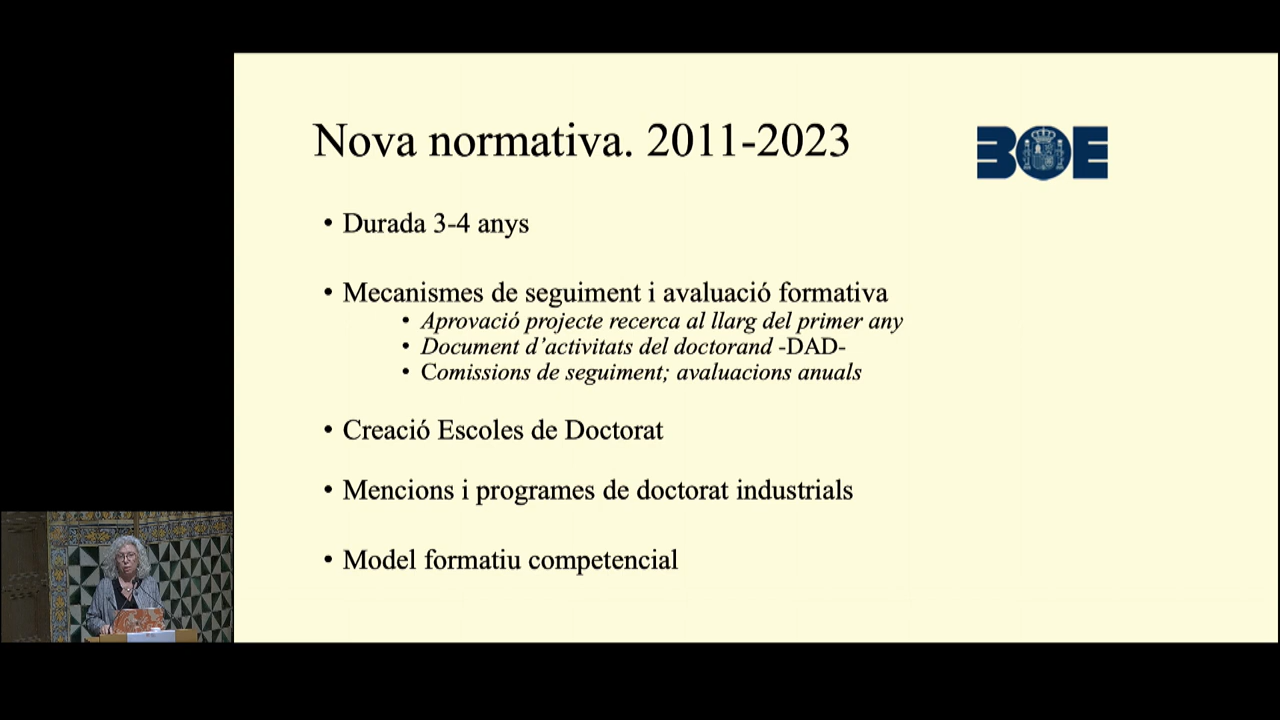 Nova normativa. 2011-2023
BOE
• Durada 3-4 anys
• Mecanismes de seguiment i avaluació formativa
• Aprovació projecte recerca al llarg del primer any
• Document d’activitats del doctorand -DAD-
• Comissions de seguiment; avaluacions anuals
• Creació Escoles de Doctorat
• Mencions i programes de doctorat industrials
• Model formatiu competencial